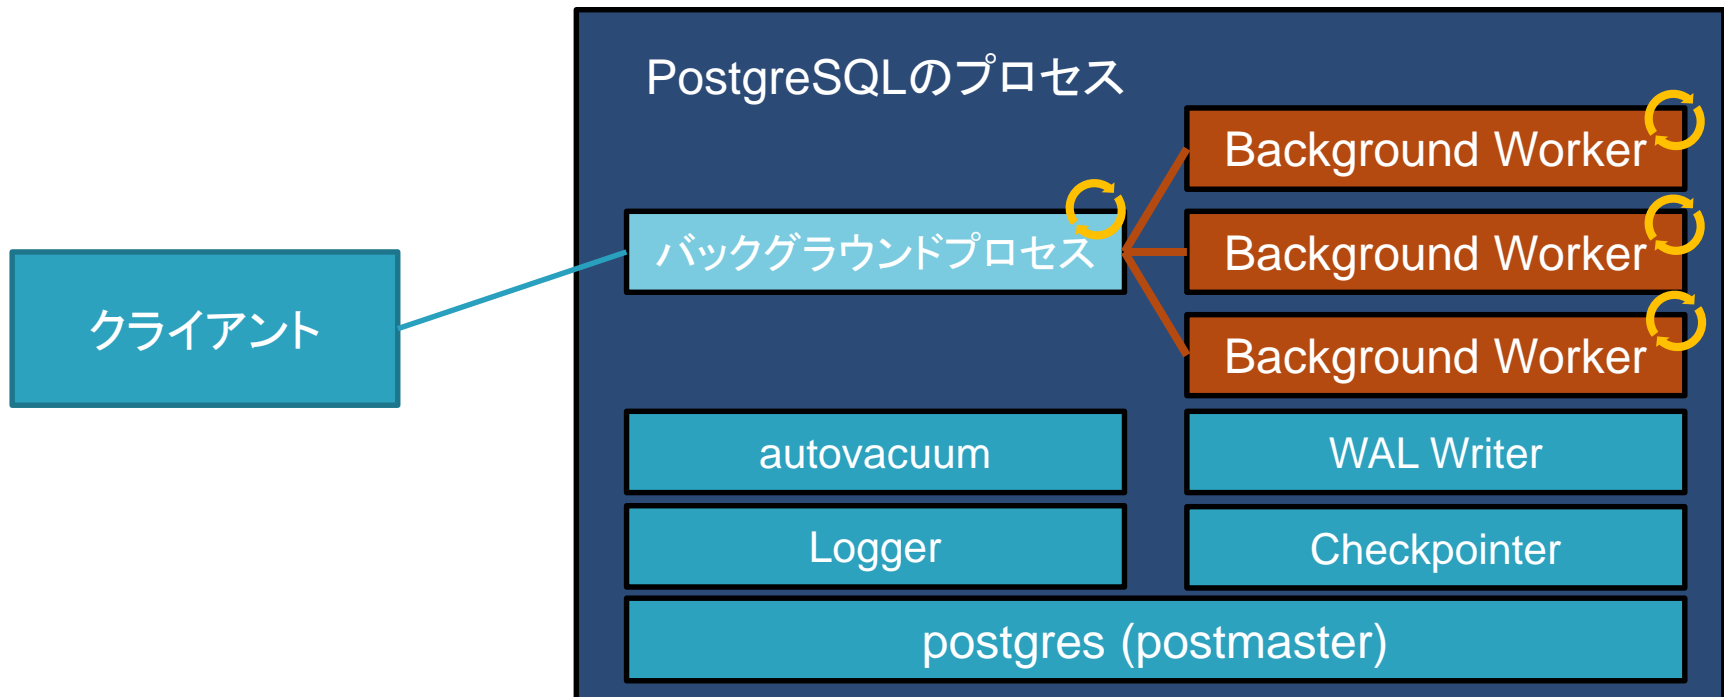 PostgreSQLのプロセス
Background Worker
バックグラウンドプロセス
Background Worker
クライアント
Background Worker
autovacuum
WAL Writer
Logger
Checkpointer
postgres (postmaster)